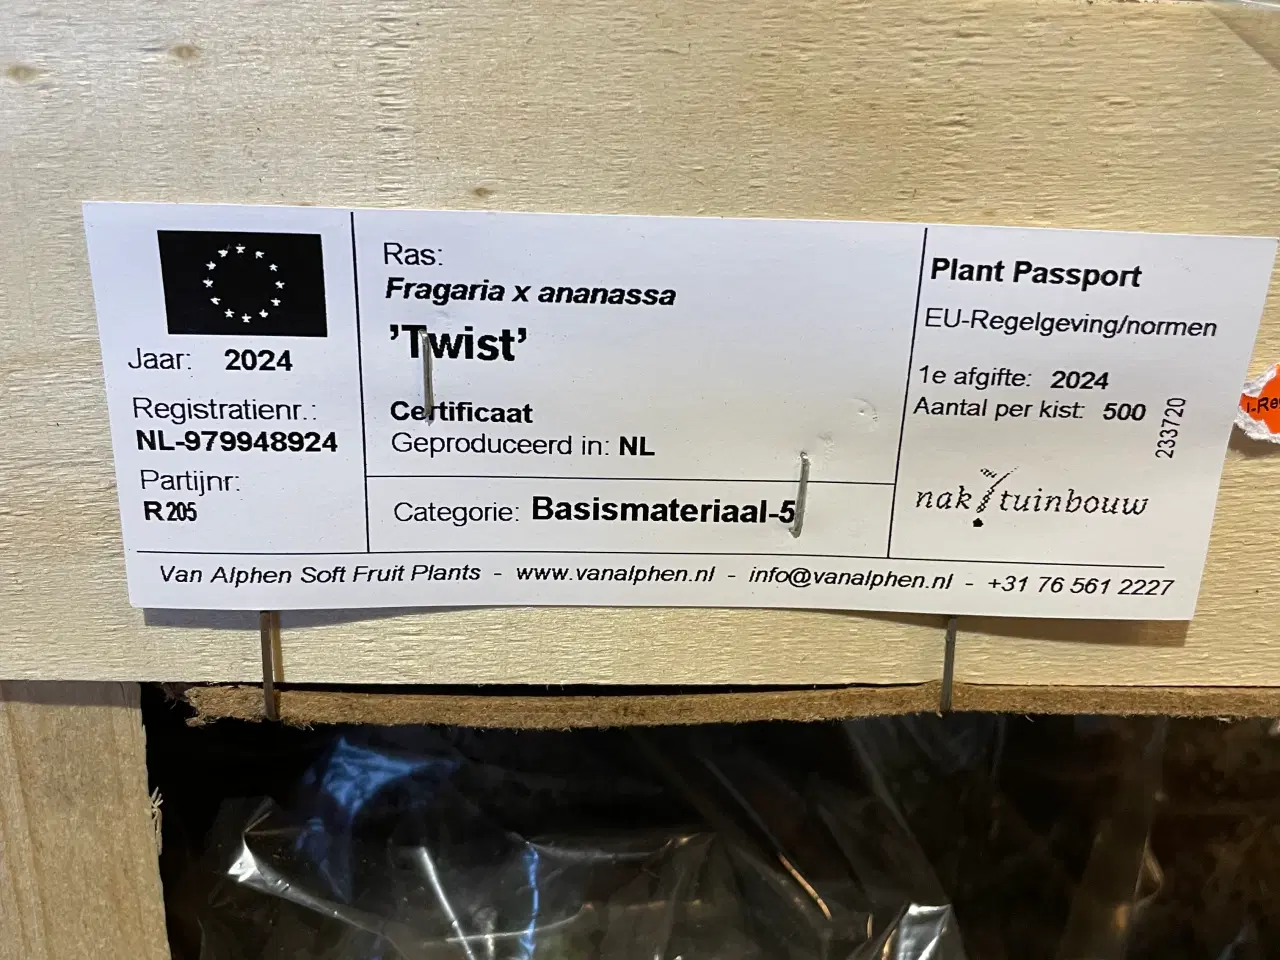 Jaar: 2024
Registratienr.:
NL-979948924
Partijnr:
R205
Ras:
Fragaria x ananassa
’Twist’
Certificaat
Geproduceerd in: NL
Categorie: Basismateriaal-5
Plant Passport
EU-Regelgeving/normen
1e afgifte: 2024
Aantal per kist: 500
233720
nak tuinbouw
Van Alphen Soft Fruit Plants - www.vanalphen.nl - info@vanalphen.nl - +31 76 561 2227